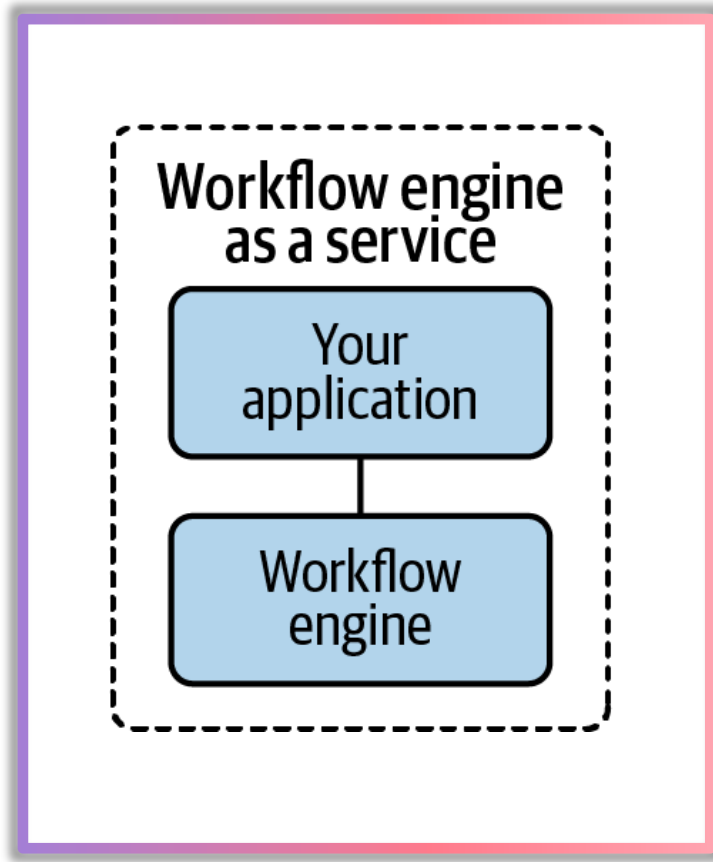 Workflow engine
as a service
Your
application
Workflow
engine